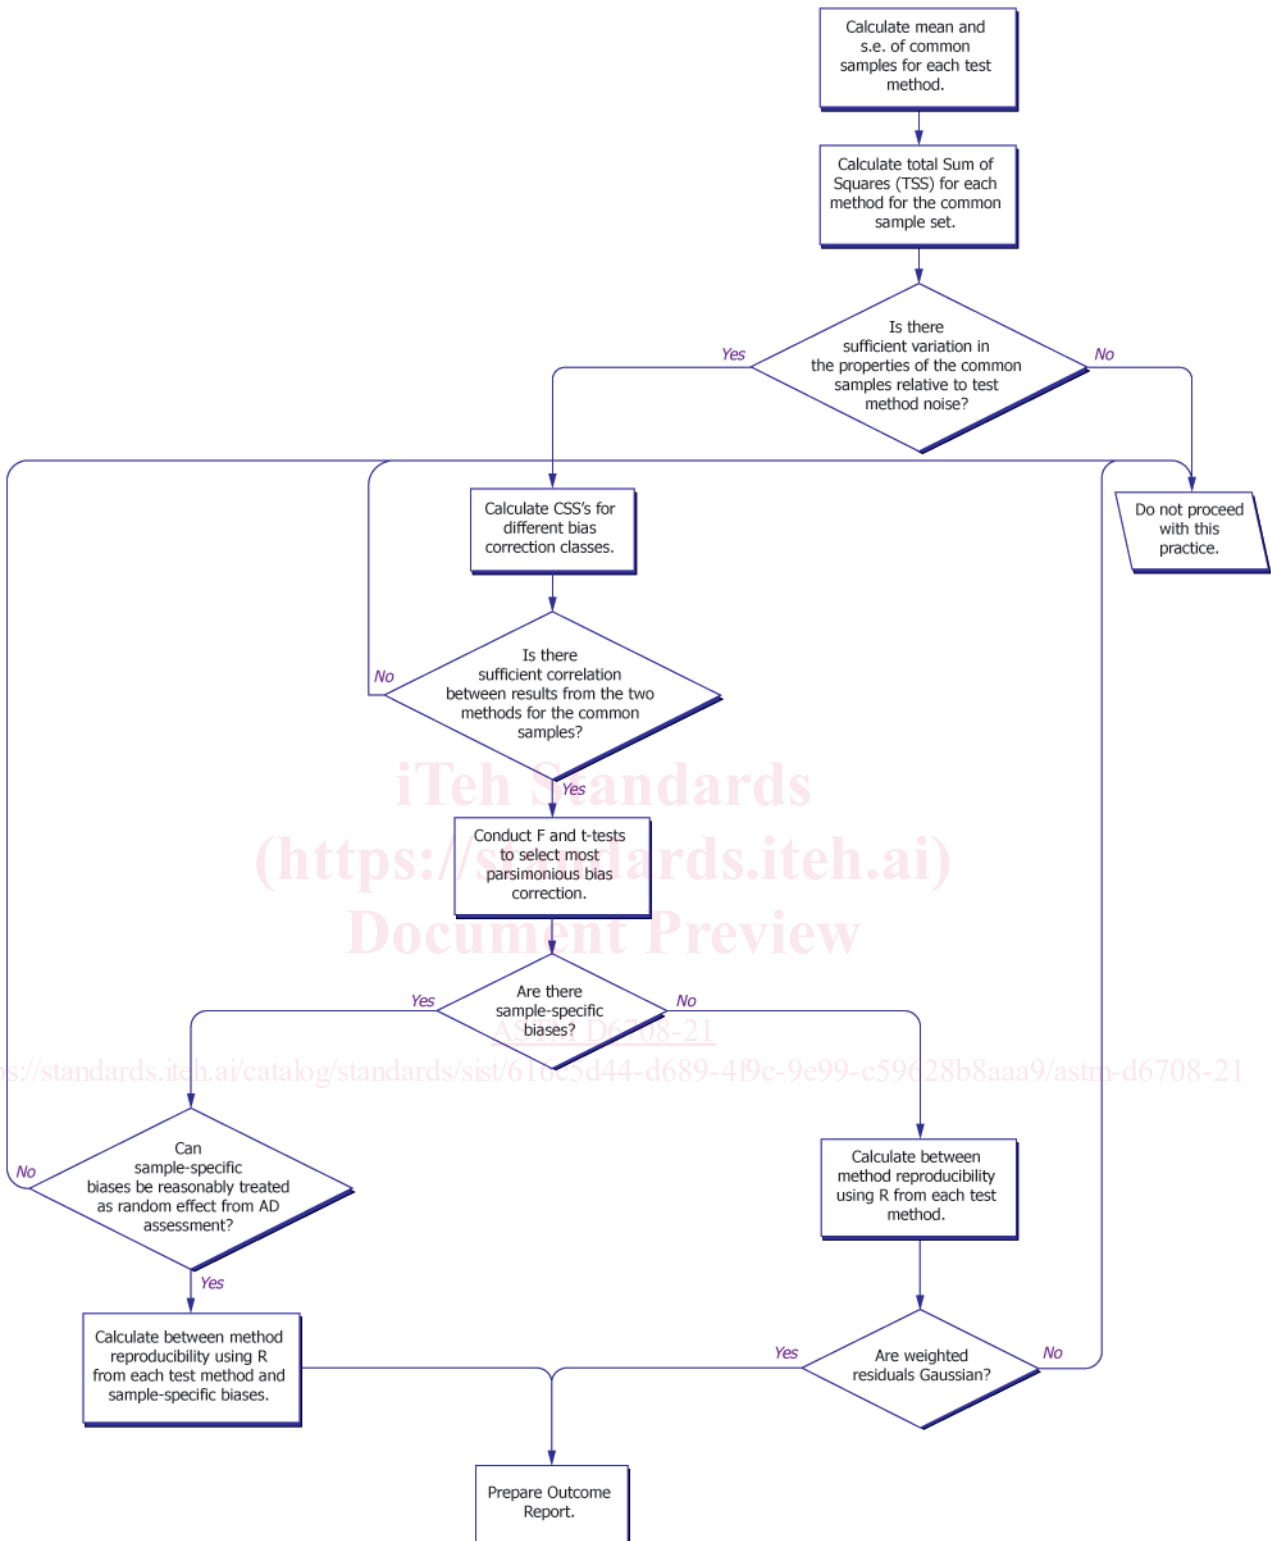 Calculate mean and
s.e. of common
samples for each test
method.
Calculate total Sum of
Squares (TSS) for each
method for the common
sample set.
Is there
sufficient variation in
the properties of the common
samples relative to test
method noise?
Yes
No
Calculate CSS's for
different bias
correction classes.
Do not proceed
with this
practice.
Is there
sufficient correlation
between results from the two
methods for the common
samples?
No
Yes
iTeh Standards
(https://standards.iteh.ai)
Document Preview
Conduct F and t-tests
to select most
parsimonious bias
correction.
Are there
sample-specific
biases?
Yes
No
ASTM D6708-21
ps://standards.iteh.ai/catalog/standards/sist/616c5d44-d689-4f9c-9e99-c59628b8aaa9/astm-d6708-21
Can
sample-specific
biases be reasonably treated
as random effect from AD
assessment?
No
Yes
Calculate between
method reproducibility
using R from each test
method.
Calculate between method
reproducibility using R
from each test method and
sample-specific biases.
Are weighted
residuals Gaussian?
Yes
No
Prepare Outcome
Report.